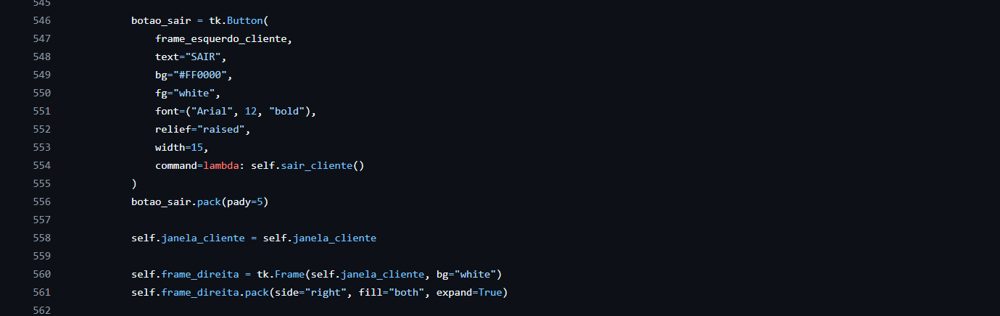 545
546 botao_sair = tk.Button(
547 frame_esquerdo_cliente,
548 text="SAIR",
549 bg="#FF0000",
550 fg="white",
551 font=("Arial", 12, "bold"),
552 relief="raised",
553 width=15,
554 command=lambda: self.sair_cliente()
555 )
556 botao_sair.pack(pady=5)
557
558 self.janela_cliente = self.janela_cliente
559
560 self.frame_direita = tk.Frame(self.janela_cliente, bg="white")
561 self.frame_direita.pack(side="right", fill="both", expand=True)
562